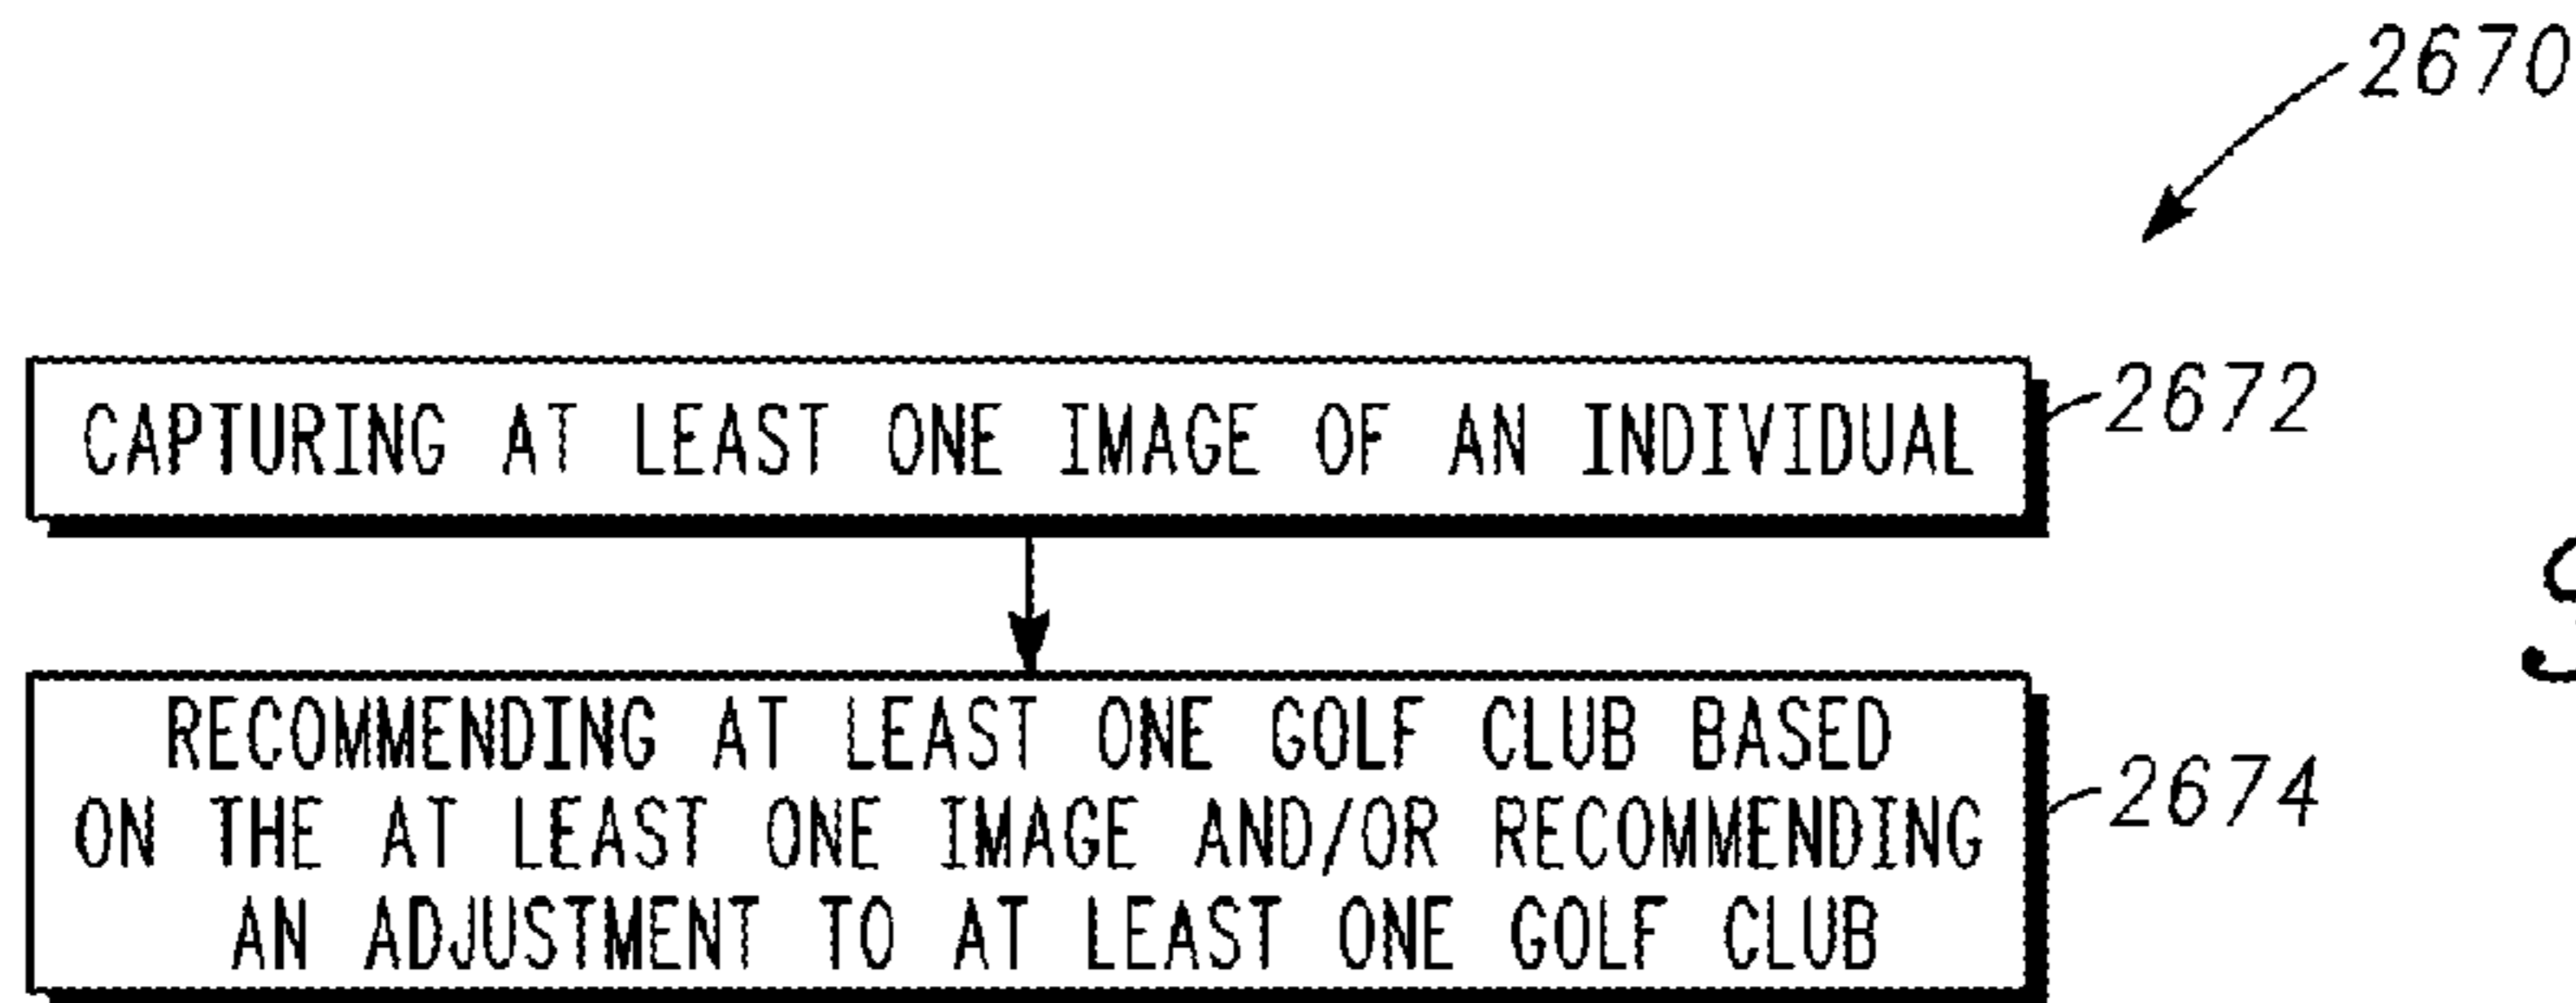 2670
CAPTURING AT LEAST ONE IMAGE OF AN INDIVIDUAL
2672
RECOMMENDING AT LEAST ONE GOLF CLUB BASED
ON THE AT LEAST ONE IMAGE AND/OR RECOMMENDING
AN ADJUSTMENT TO AT LEAST ONE GOLF CLUB
2674